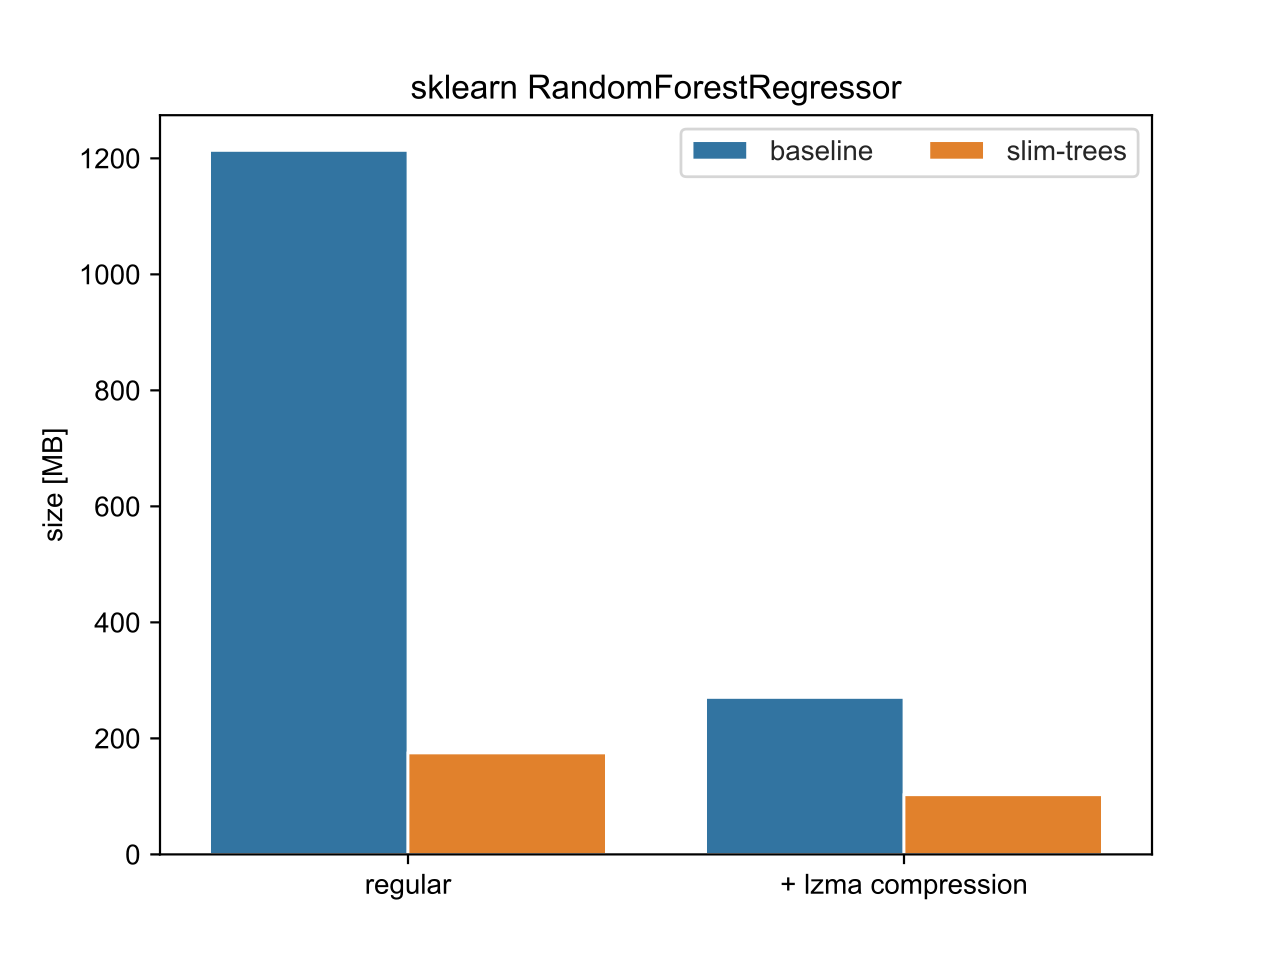 sklearn RandomForestRegressor
baseline slim-trees
1200
1000
800
600
400
200
0
size [MB]
regular + lzma compression